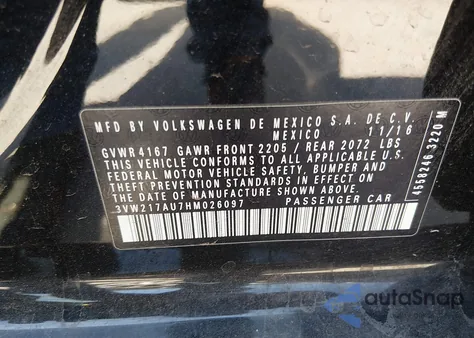 MFD BY VOLKSWAGEN DE MEXICO S.A. DE C.V.
MEXICO 11/16
GVWR 4167 GAWR FRONT 2205 / REAR 2072 LBS
THIS VEHICLE CONFORMS TO ALL APPLICABLE U.S.
FEDERAL MOTOR VEHICLE SAFETY, BUMPER AND
THEFT PREVENTION STANDARDS IN EFFECT ON THE
DATE OF MANUFACTURE SHOWN ABOVE.
3VW217AU7HM026097 PASSENGER CAR
3220 M
autoSnap